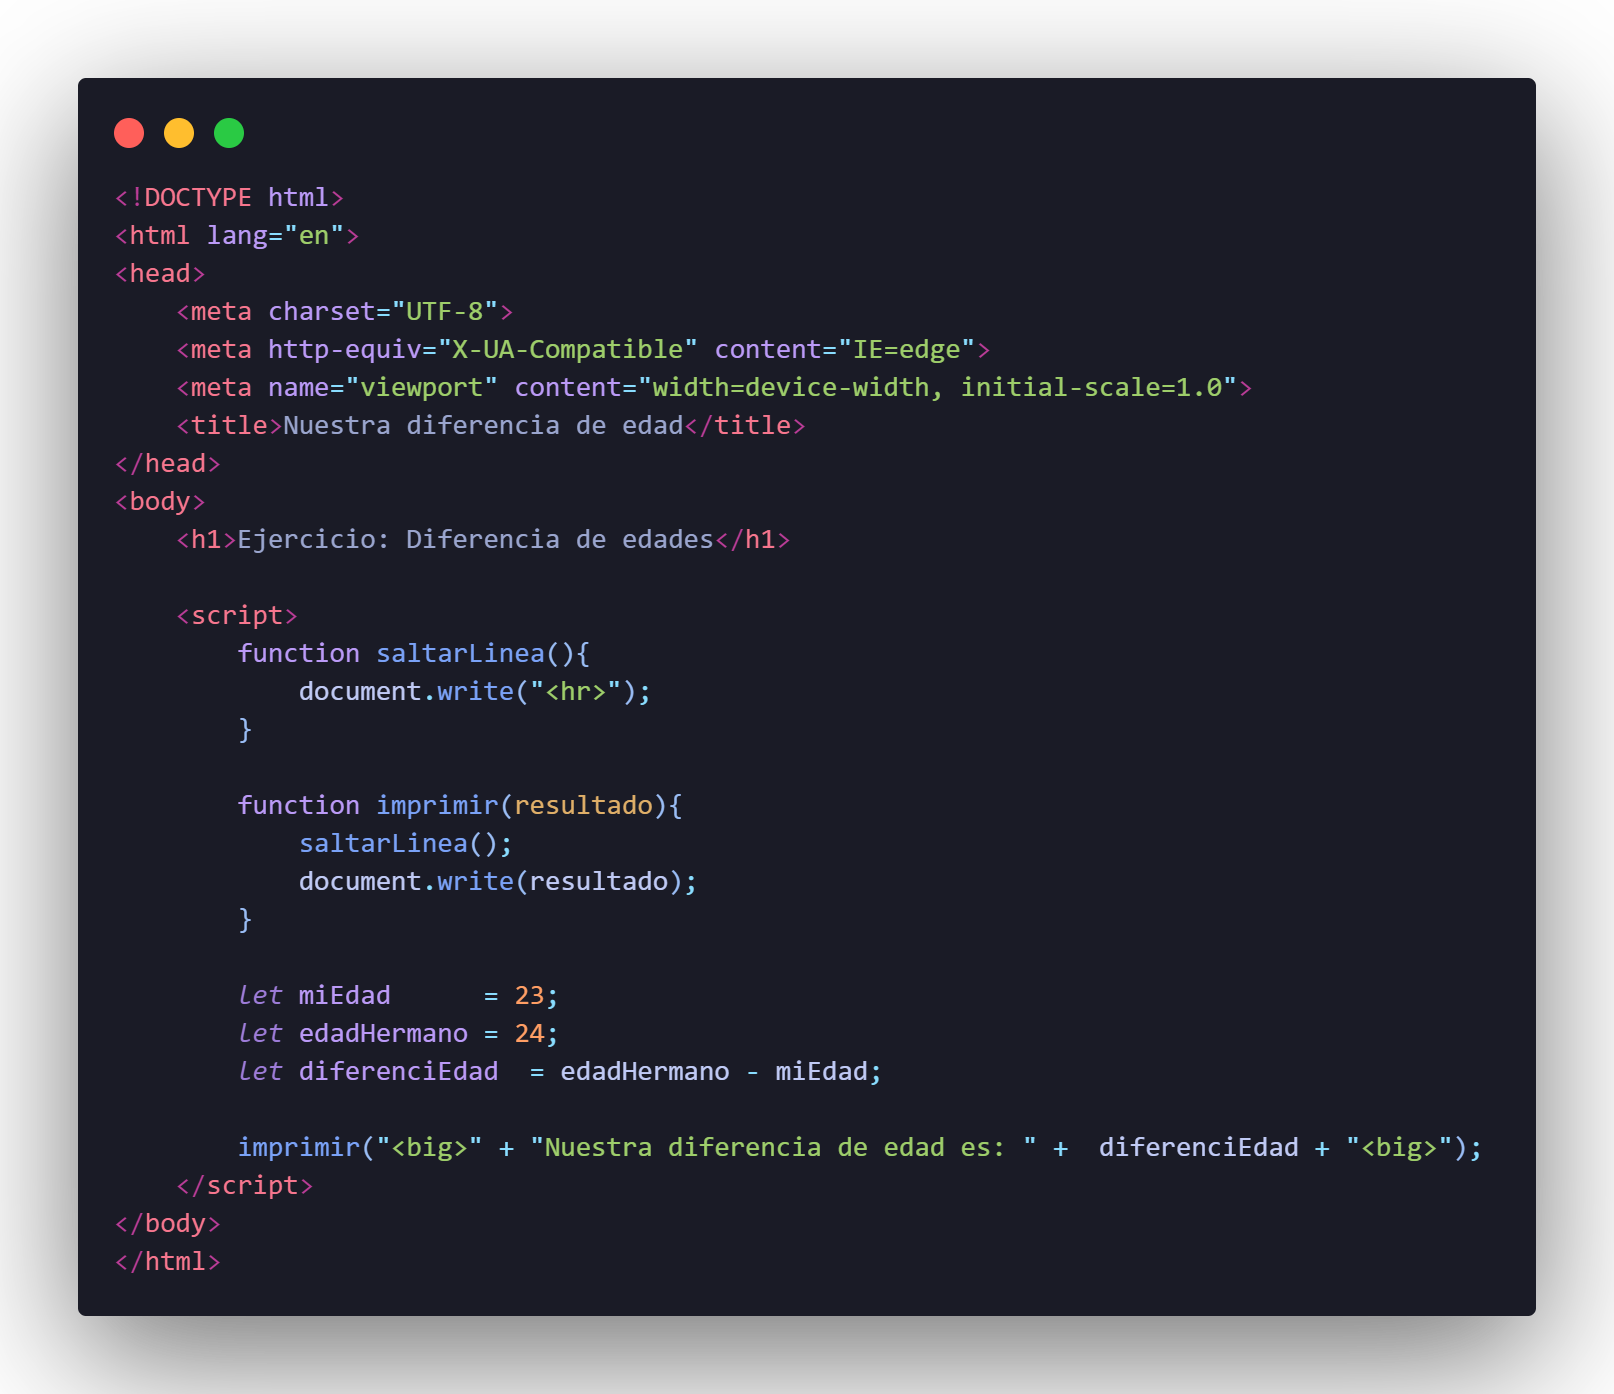 <!DOCTYPE html>
<html lang="en">
<head>
    <meta charset="UTF-8">
    <meta http-equiv="X-UA-Compatible" content="IE=edge">
    <meta name="viewport" content="width=device-width, initial-scale=1.0">
    <title>Nuestra diferencia de edad</title>
</head>
<body>
    <h1>Ejercicio: Diferencia de edades</h1>

    <script>
        function saltarLinea(){
            document.write("<hr>");
        }

        function imprimir(resultado){
            saltarLinea();
            document.write(resultado);
        }

        let miEdad      = 23;
        let edadHermano = 24;
        let diferenciEdad  = edadHermano - miEdad;

        imprimir("<big>" + "Nuestra diferencia de edad es: " +  diferenciEdad + "<big>");
    </script>
</body>
</html>